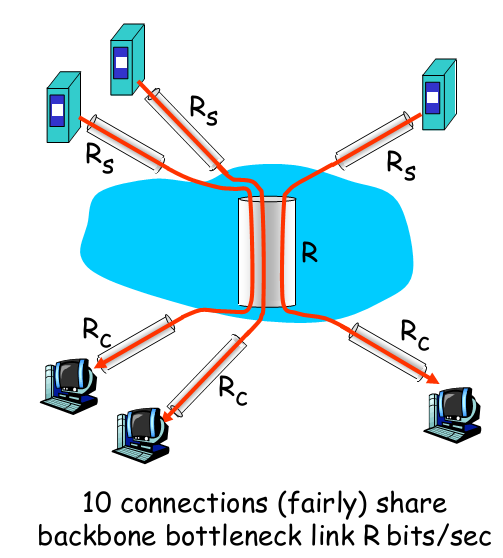 Rs
Rs
Rs
R
Rc
Rc
Rc
10 connections (fairly) share
backbone bottleneck link R bits/sec